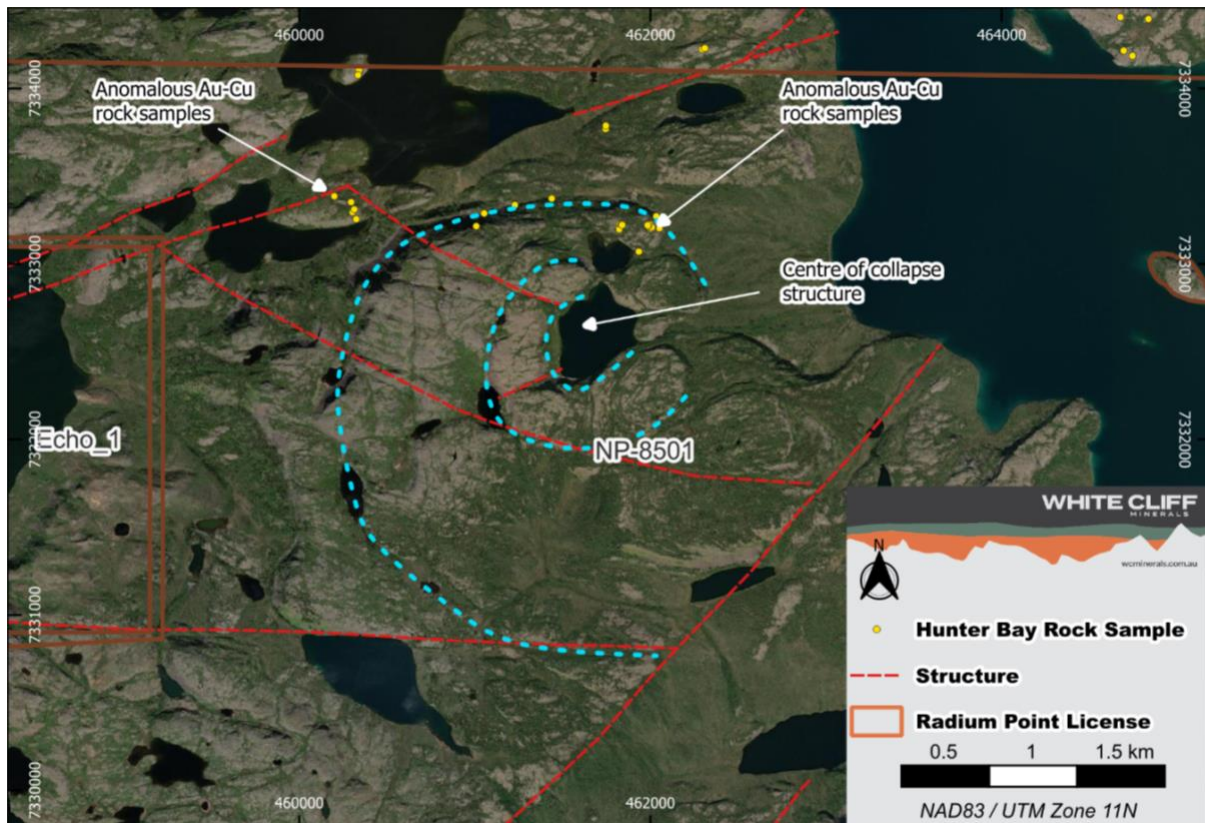 460000
462000
464000
7334000
7334000
Anomalous Au-Cu
rock samples
Anomalous Au-Cu
rock samples
7333000
7333000
Centre of collapse
structure
Echo_1
7332000
7332000
NP-8501
7331000
7330000
460000
462000
WHITE CLIFF
MINERALS
N
wcminerals.com.au
Hunter Bay Rock Sample
Structure
Radium Point License
0.5 1 1.5 km
NAD83 / UTM Zone 11N